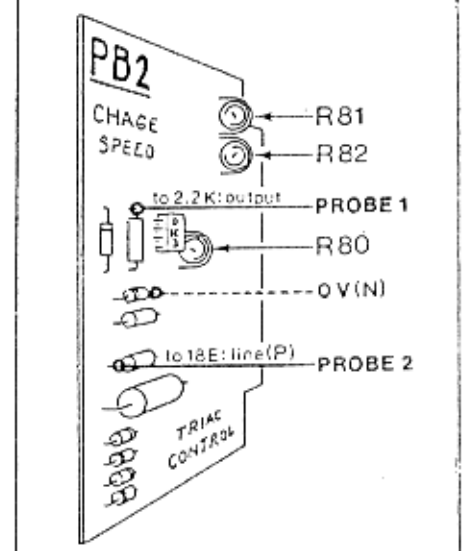 PB2
CHAGE
SPEED
R81
R82
to 2.2K: output
PROBE 1
R80
0 V (N)
to 18E: line(P)
PROBE 2
TRIAC
CONTROL